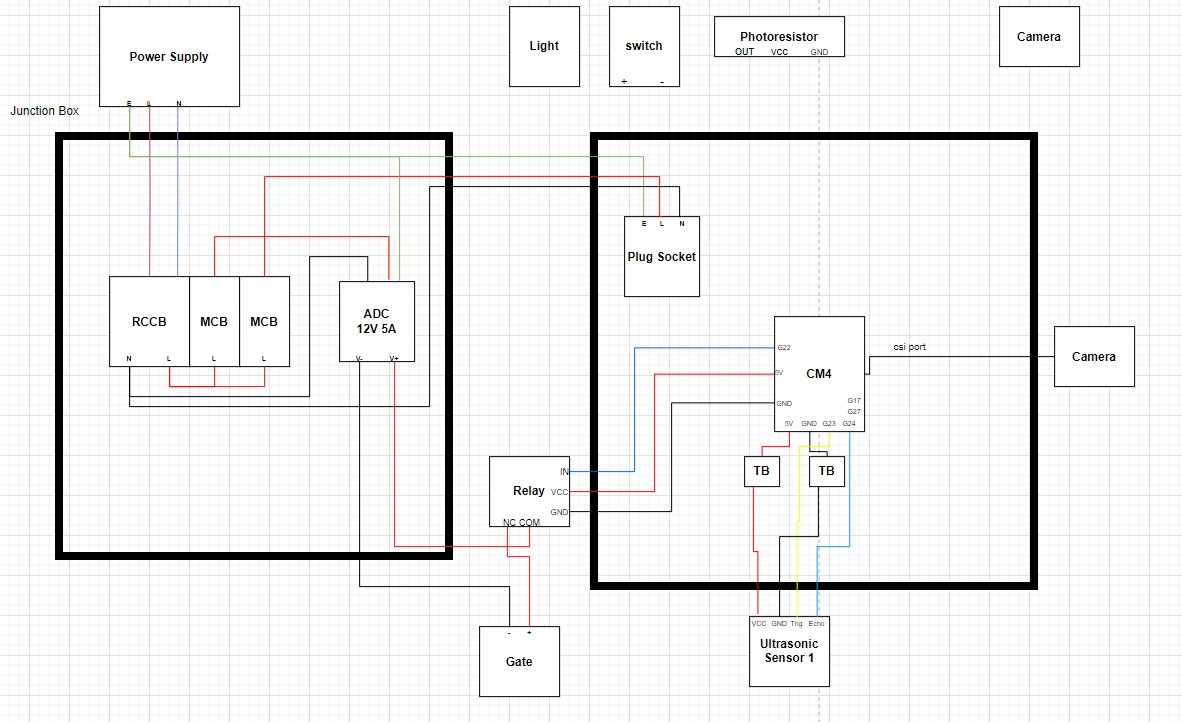 Power Supply
E L N
Light
switch
+ -
Photoresistor
OUT VCC GND
Camera
Junction Box
E L N
Plug Socket
RCCB
N L
MCB
L
MCB
L
ADC
12V 5A
V- V+
G22
5V
GND
CM4
G17
G27
5V GND G23 G24
csi port
Camera
TB
TB
Relay
IN
VCC
GND
NC COM
- +
Gate
VCC GND Trig Echo
Ultrasonic
Sensor 1